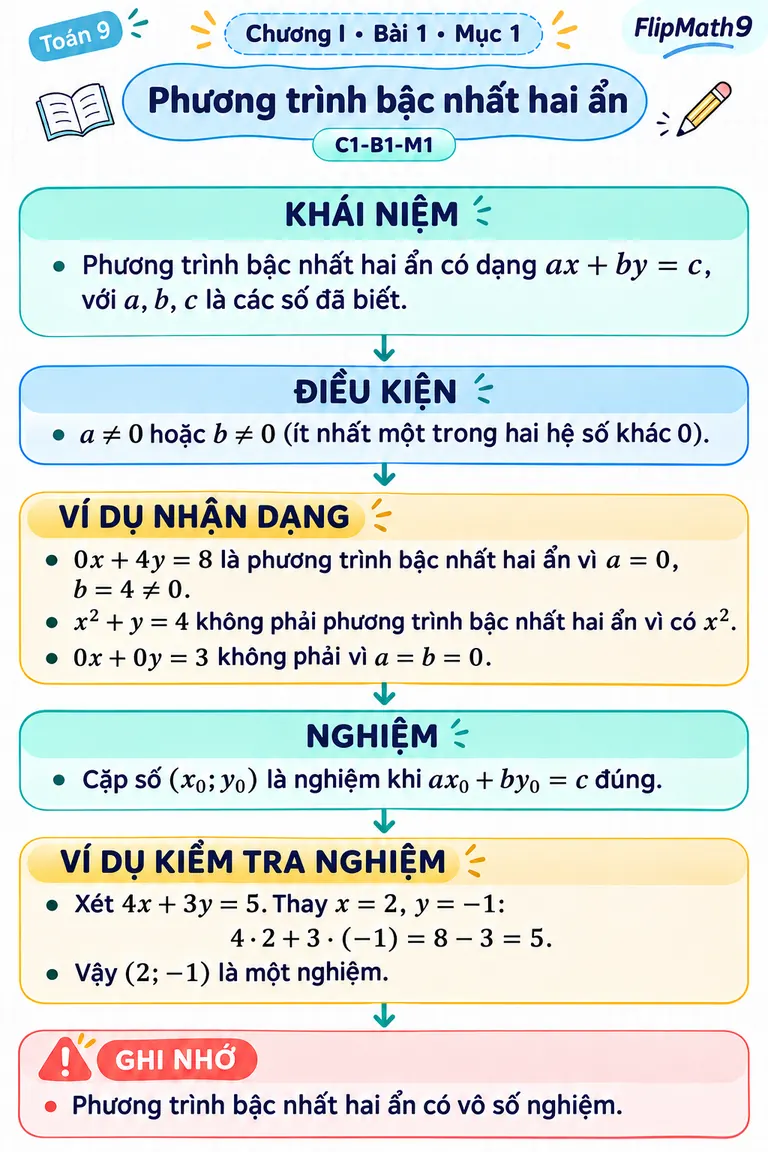 Toán 9
Chương I • Bài 1 • Mục 1
FlipMath9
Phương trình bậc nhất hai ẩn
C1-B1-M1
KHÁI NIỆM
• Phương trình bậc nhất hai ẩn có dạng ax + by = c,
với a, b, c là các số đã biết.
ĐIỀU KIỆN
• a ≠ 0 hoặc b ≠ 0 (ít nhất một trong hai hệ số khác 0).
VÍ DỤ NHẬN DẠNG
• 0x + 4y = 8 là phương trình bậc nhất hai ẩn vì a = 0,
b = 4 ≠ 0.
• x² + y = 4 không phải phương trình bậc nhất hai ẩn vì có x².
• 0x + 0y = 3 không phải vì a = b = 0.
NGHIỆM
• Cặp số (x₀; y₀) là nghiệm khi ax₀ + by₀ = c đúng.
VÍ DỤ KIỂM TRA NGHIỆM
• Xét 4x + 3y = 5. Thay x = 2, y = −1:
4 · 2 + 3 · (−1) = 8 − 3 = 5.
• Vậy (2; −1) là một nghiệm.
GHI NHỚ
• Phương trình bậc nhất hai ẩn có vô số nghiệm.